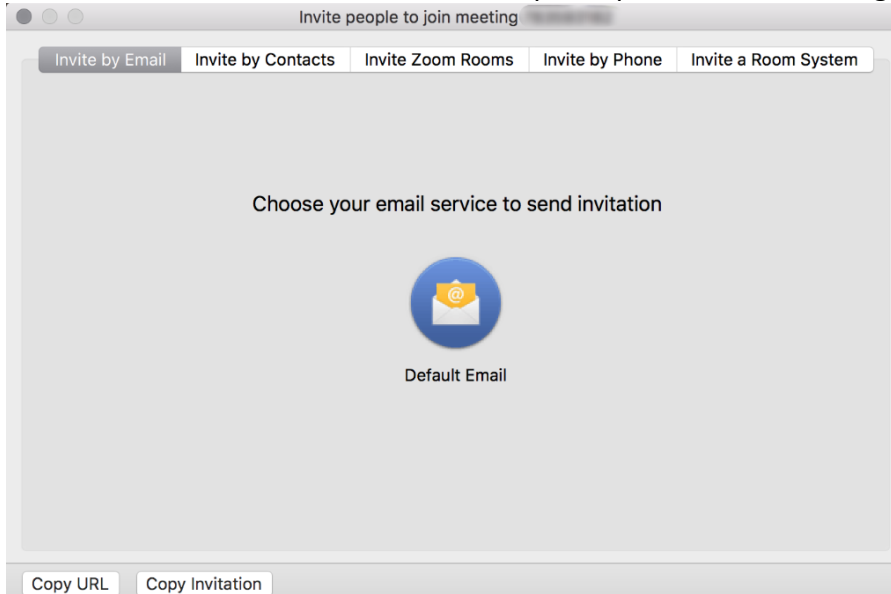 Invite people to join meeting
Invite by Email Invite by Contacts Invite Zoom Rooms Invite by Phone Invite a Room System
Choose your email service to send invitation
@
Default Email
Copy URL Copy Invitation